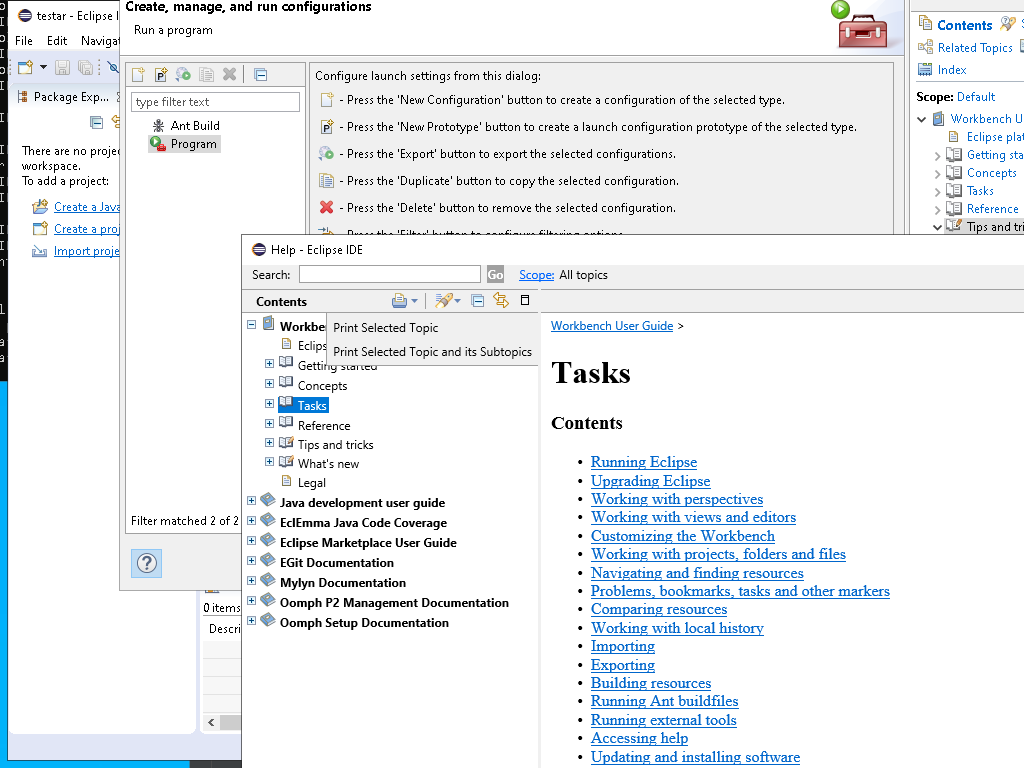 testar - Eclipse I
File Edit Navigat
Package Exp...
There are no projec
workspace.
To add a project:
Create a Java
Create a proj
Import proje
0 items
Descri
Create, manage, and run configurations
Run a program
type filter text
Ant Build
Program
Filter matched 2 of 2
Configure launch settings from this dialog:
- Press the 'New Configuration' button to create a configuration of the selected type.
- Press the 'New Prototype' button to create a launch configuration prototype of the selected type.
- Press the 'Export' button to export the selected configurations.
- Press the 'Duplicate' button to copy the selected configuration.
- Press the 'Delete' button to remove the selected configuration.
- Press the 'Filter' button to configure filtering options.
Contents
Related Topics
Index
Scope: Default
Workbench U
Eclipse plat
Getting sta
Concepts
Tasks
Reference
Tips and tri
Help - Eclipse IDE
Search:
Go
Scope: All topics
Contents
Print Selected Topic
Print Selected Topic and its Subtopics
Workben
Eclips
Getting started
Concepts
Tasks
Reference
Tips and tricks
What's new
Legal
Java development user guide
EclEmma Java Code Coverage
Eclipse Marketplace User Guide
EGit Documentation
Mylyn Documentation
Oomph P2 Management Documentation
Oomph Setup Documentation
Workbench User Guide >
Tasks
Contents
• Running Eclipse
• Upgrading Eclipse
• Working with perspectives
• Working with views and editors
• Customizing the Workbench
• Working with projects, folders and files
• Navigating and finding resources
• Problems, bookmarks, tasks and other markers
• Comparing resources
• Working with local history
• Importing
• Exporting
• Building resources
• Running Ant buildfiles
• Running external tools
• Accessing help
• Updating and installing software